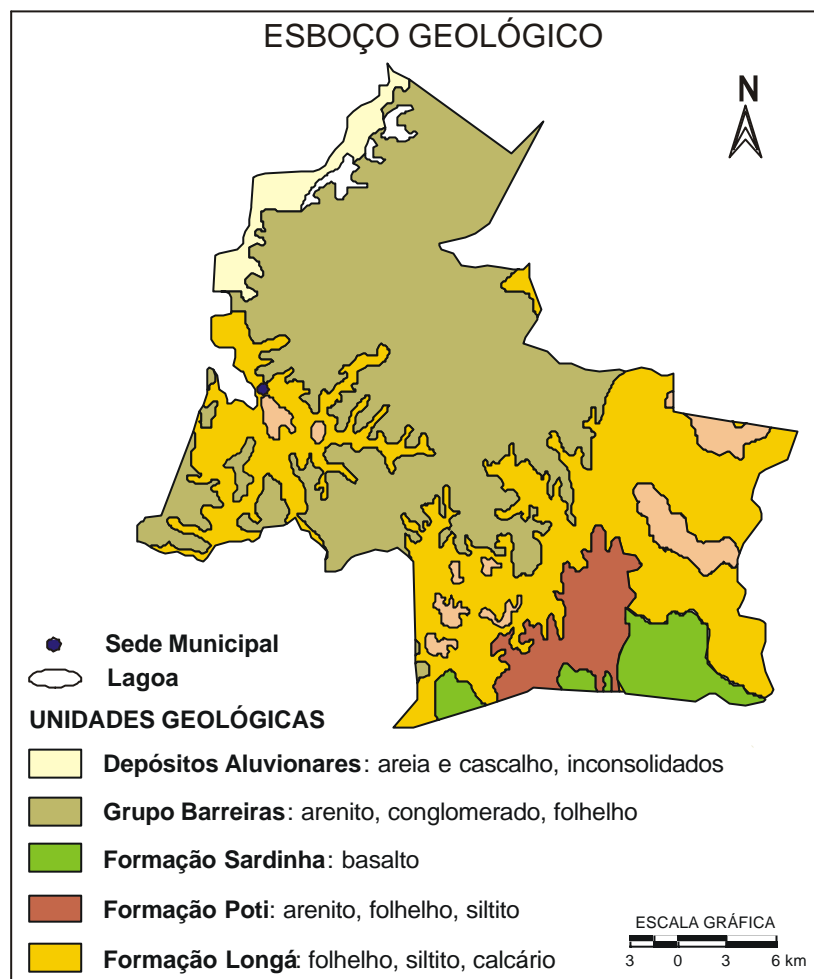 ESBOÇO GEOLÓGICO
N
Sede Municipal
Lagoa
UNIDADES GEOLÓGICAS
Depósitos Aluvionares: areia e cascalho, inconsolidados
Grupo Barreiras: arenito, conglomerado, folhelho
Formação Sardinha: basalto
Formação Poti: arenito, folhelho, siltito
Formação Longá: folhelho, siltito, calcário
ESCALA GRÁFICA
3 0 3 6 km